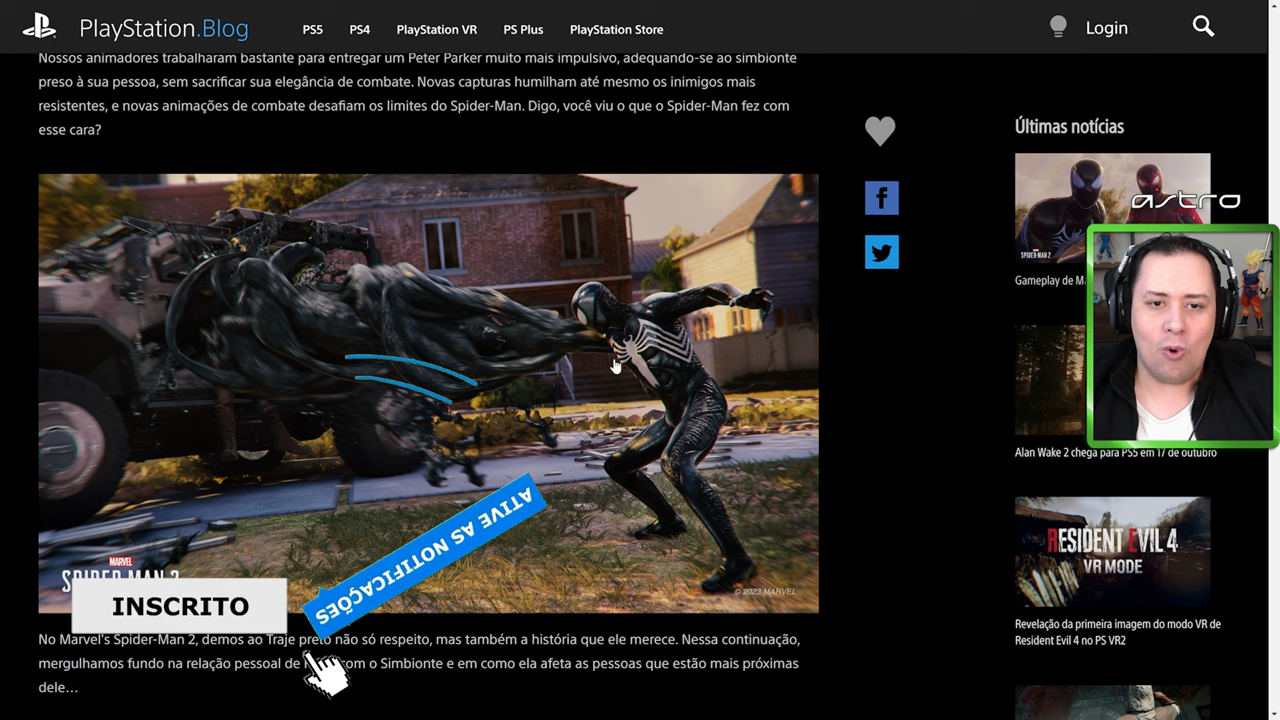 PlayStation.Blog
PS5
PS4
PlayStation VR
PS Plus
PlayStation Store
Login
Nossos animadores trabalharam bastante para entregar um Peter Parker muito mais impulsivo, adequando-se ao simbionte
preso à sua pessoa, sem sacrificar sua elegância de combate. Novas capturas humilham até mesmo os inimigos mais
resistentes, e novas animações de combate desafiam os limites do Spider-Man. Digo, você viu o que o Spider-Man fez com
esse cara?
MARVEL
SPIDER-MAN 2
© 2023 MARVEL
ATIVE AS NOTIFICAÇÕES
INSCRITO
No Marvel's Spider-Man 2, demos ao Traje preto não só respeito, mas também a história que ele merece. Nessa continuação,
mergulhamos fundo na relação pessoal de com o Simbionte e em como ela afeta as pessoas que estão mais próximas
dele…
Últimas notícias
astro
SPIDER-MAN 2
Gameplay de
Alan Wake 2 chega para PS5 em 17 de outubro
RESIDENT EVIL 4
VR MODE
Revelação da primeira imagem do modo VR de
Resident Evil 4 no PS VR2